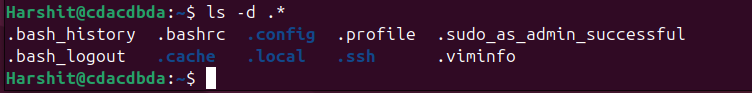 Harshit@cdacdbda:~$ ls -d .*
.bash_history .bashrc .config .profile .sudo_as_admin_successful
.bash_logout .cache .local .ssh .viminfo
Harshit@cdacdbda:~$